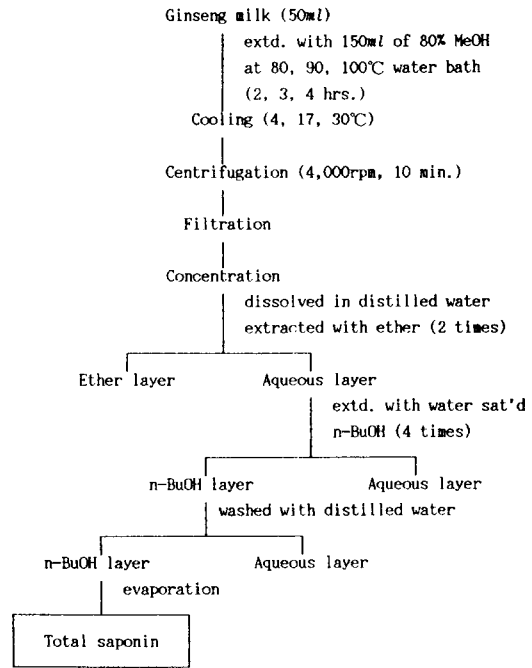 Ginseng milk (50ml)
extd. with 150ml of 80% MeOH
at 80, 90, 100℃ water bath
(2, 3, 4 hrs.)
Cooling (4, 17, 30℃)
Centrifugation (4,000rpm, 10 min.)
Filtration
Concentration
dissolved in distilled water
extracted with ether (2 times)
Ether layer Aqueous layer
extd. with water sat'd
n-BuOH (4 times)
n-BuOH layer Aqueous layer
washed with distilled water
n-BuOH layer Aqueous layer
evaporation
Total saponin